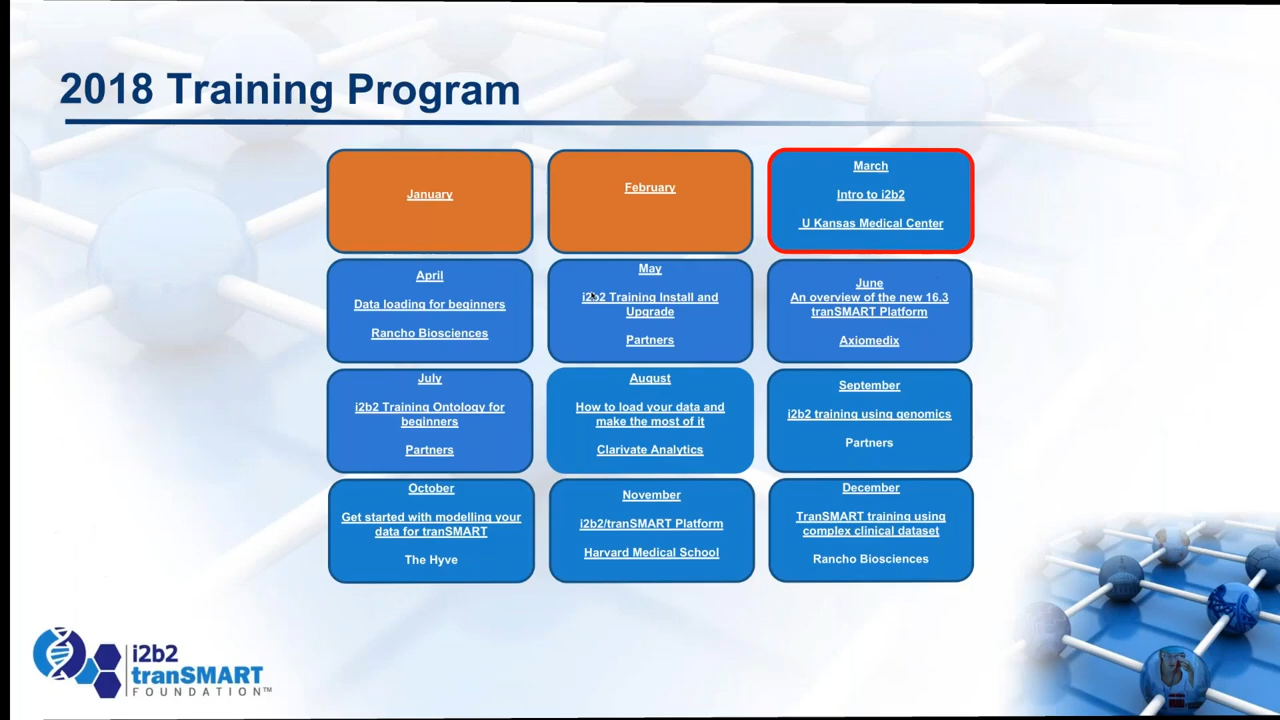 2018 Training Program
January
February
March
Intro to i2b2
U Kansas Medical Center
April
Data loading for beginners
Rancho Biosciences
May
i2b2 Training Install and
Upgrade
Partners
June
An overview of the new 16.3
tranSMART Platform
Axiomedix
July
i2b2 Training Ontology for
beginners
Partners
August
How to load your data and
make the most of it
Clarivate Analytics
September
i2b2 training using genomics
Partners
October
Get started with modelling your
data for tranSMART
The Hyve
November
i2b2/tranSMART Platform
Harvard Medical School
December
TranSMART training using
complex clinical dataset
Rancho Biosciences
i2b2
tranSMART
FOUNDATION™